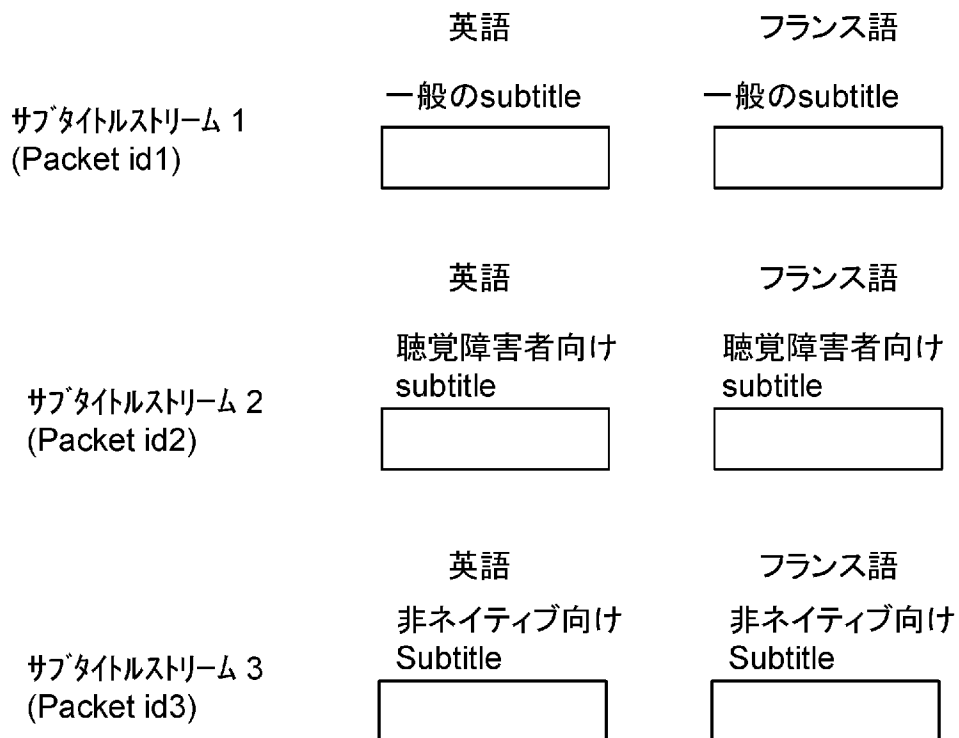 英語 フランス語
一般のsubtitle 一般のsubtitle
サブタイトルストリーム 1
(Packet id1)
英語 フランス語
聴覚障害者向け 聴覚障害者向け
subtitle subtitle
サブタイトルストリーム 2
(Packet id2)
英語 フランス語
非ネイティブ向け 非ネイティブ向け
Subtitle Subtitle
サブタイトルストリーム 3
(Packet id3)